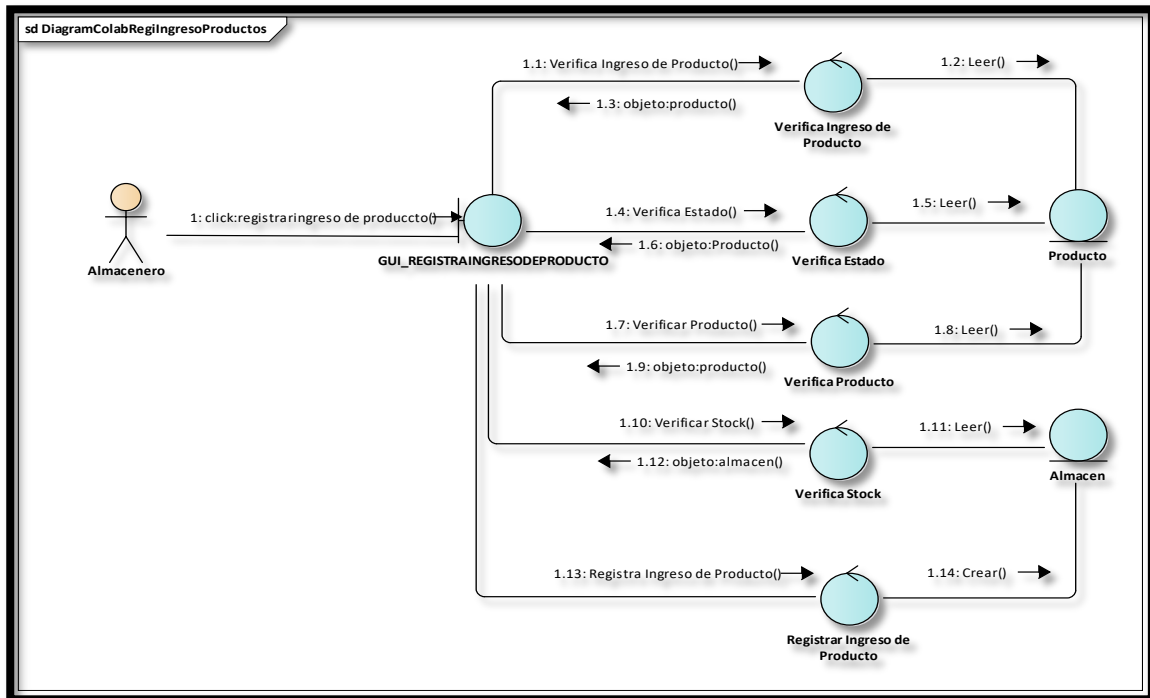 sd DiagramColabRegiIngresoProductos
1.1: Verifica Ingreso de Producto()
1.2: Leer()
1.3: objeto:producto()
Verifica Ingreso de
Producto
1: click:registraringreso de produccto()
1.4: Verifica Estado()
1.5: Leer()
1.6: objeto:Producto()
Almacenero
GUI_REGISTRAINGRESODEPRODUCTO
Verifica Estado
Producto
1.7: Verificar Producto()
1.8: Leer()
1.9: objeto:producto()
Verifica Producto
1.10: Verificar Stock()
1.11: Leer()
1.12: objeto:almacen()
Verifica Stock
Almacen
1.13: Registra Ingreso de Producto()
1.14: Crear()
Registrar Ingreso de
Producto